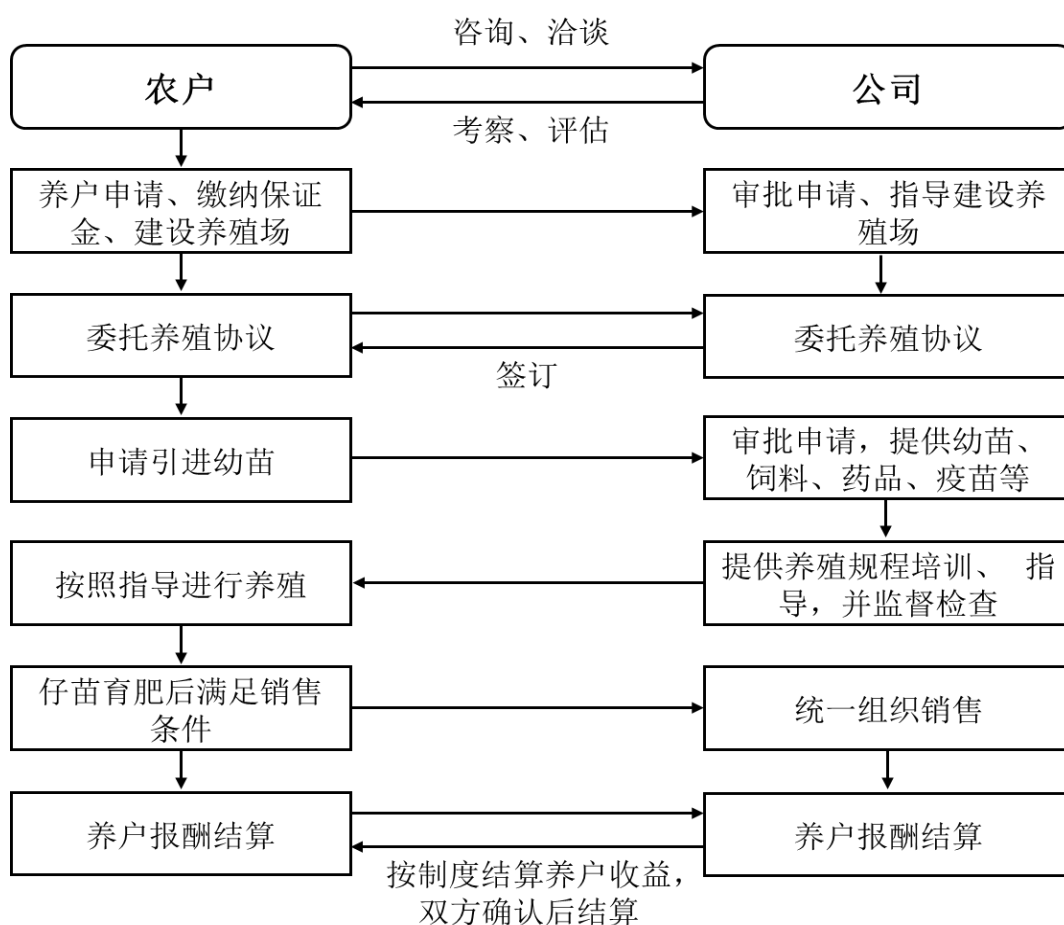 咨询、洽谈
农户
公司
考察、评估
养户申请、缴纳保证
金、建设养殖场
审批申请、指导建设养
殖场
委托养殖协议
委托养殖协议
签订
申请引进幼苗
审批申请，提供幼苗、
饲料、药品、疫苗等
按照指导进行养殖
提供养殖规程培训、 指
导，并监督检查
仔苗育肥后满足销售
条件
统一组织销售
养户报酬结算
养户报酬结算
按制度结算养户收益，
双方确认后结算